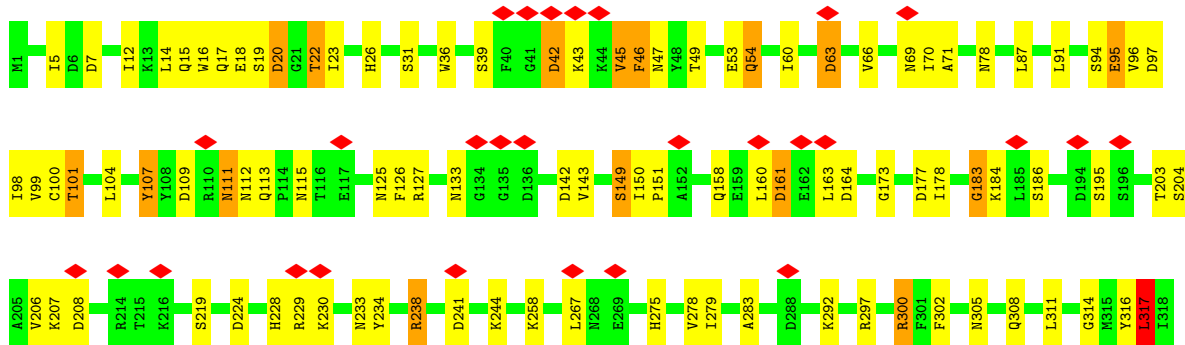 M1 I5 D6 D7 I12 K13 L14 Q15 W16 Q17 E18 S19 D20 G21 T22 I23 H26 S31 W36 S39 F40 G41 D42 K43 K44 V45 F46 N47 Y48 T49 E53 Q54 I60 D63 V66 N69 I70 A71 N78 L87 L91 S94 E95 V96 D97
I98 V99 C100 T101 L104 Y107 Y108 D109 R110 N111 N112 Q113 P114 N115 T116 E117 N125 F126 R127 N133 G134 G135 D136 D142 V143 S149 I150 P151 A152 Q158 E159 L160 D161 E162 L163 D164 G173 D177 I178 G183 K184 L185 S186 D194 S195 S196 T203 S204
A205 V206 K207 D208 R214 T215 K216 S219 D224 H228 R229 K230 N233 Y234 R238 D241 K244 K258 L267 N268 E269 H275 V278 I279 A283 D288 K292 R297 R300 F301 F302 N305 Q308 L311 G314 M315 Y316 L317 I318